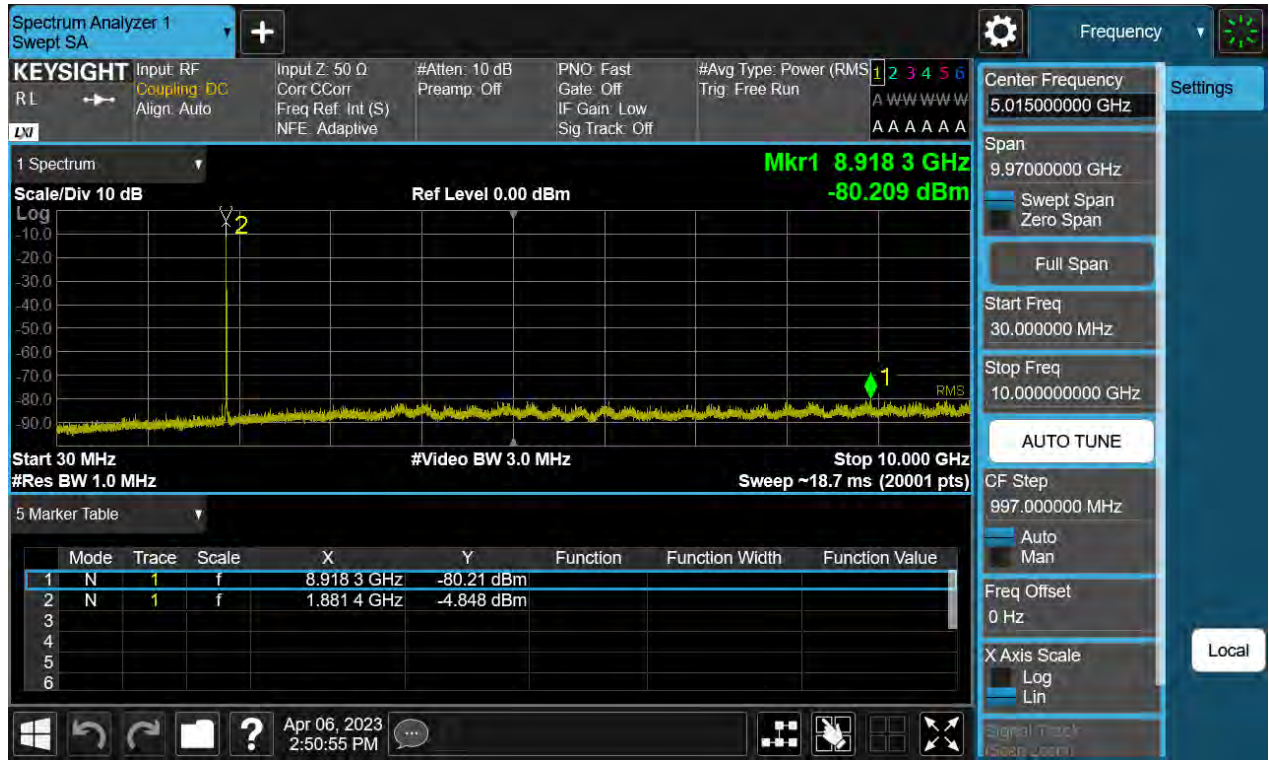 Spectrum Analyzer 1
Swept SA
+
Frequency
KEYSIGHT
RL
LXI
Input: RF
Coupling: DC
Align: Auto
Input Z: 50 Ω
Corr CCorr
Freq Ref: Int (S)
NFE: Adaptive
#Atten: 10 dB
Preamp: Off
PNO: Fast
Gate: Off
IF Gain: Low
Sig Track: Off
#Avg Type: Power (RMS
Trig: Free Run
1 2 3 4 5 6
A W W W W W
A A A A A A
Center Frequency
5.015000000 GHz
Settings
1 Spectrum
Mkr1 8.918 3 GHz
Scale/Div 10 dB
Ref Level 0.00 dBm
-80.209 dBm
Log
-10.0
-20.0
-30.0
-40.0
-50.0
-60.0
-70.0
-80.0
-90.0
2
1
RMS
Start 30 MHz
#Video BW 3.0 MHz
Stop 10.000 GHz
#Res BW 1.0 MHz
Sweep ~18.7 ms (20001 pts)
Span
9.97000000 GHz
Swept Span
Zero Span
Full Span
Start Freq
30.000000 MHz
Stop Freq
10.000000000 GHz
AUTO TUNE
CF Step
997.000000 MHz
Auto
Man
Freq Offset
0 Hz
X Axis Scale
Log
Lin
Signal Track
(Span Zoom)
Local
5 Marker Table
Mode Trace Scale X Y Function Function Width Function Value
1 N 1 f 8.918 3 GHz -80.21 dBm
2 N 1 f 1.881 4 GHz -4.848 dBm
3
4
5
6
?
Apr 06, 2023
2:50:55 PM